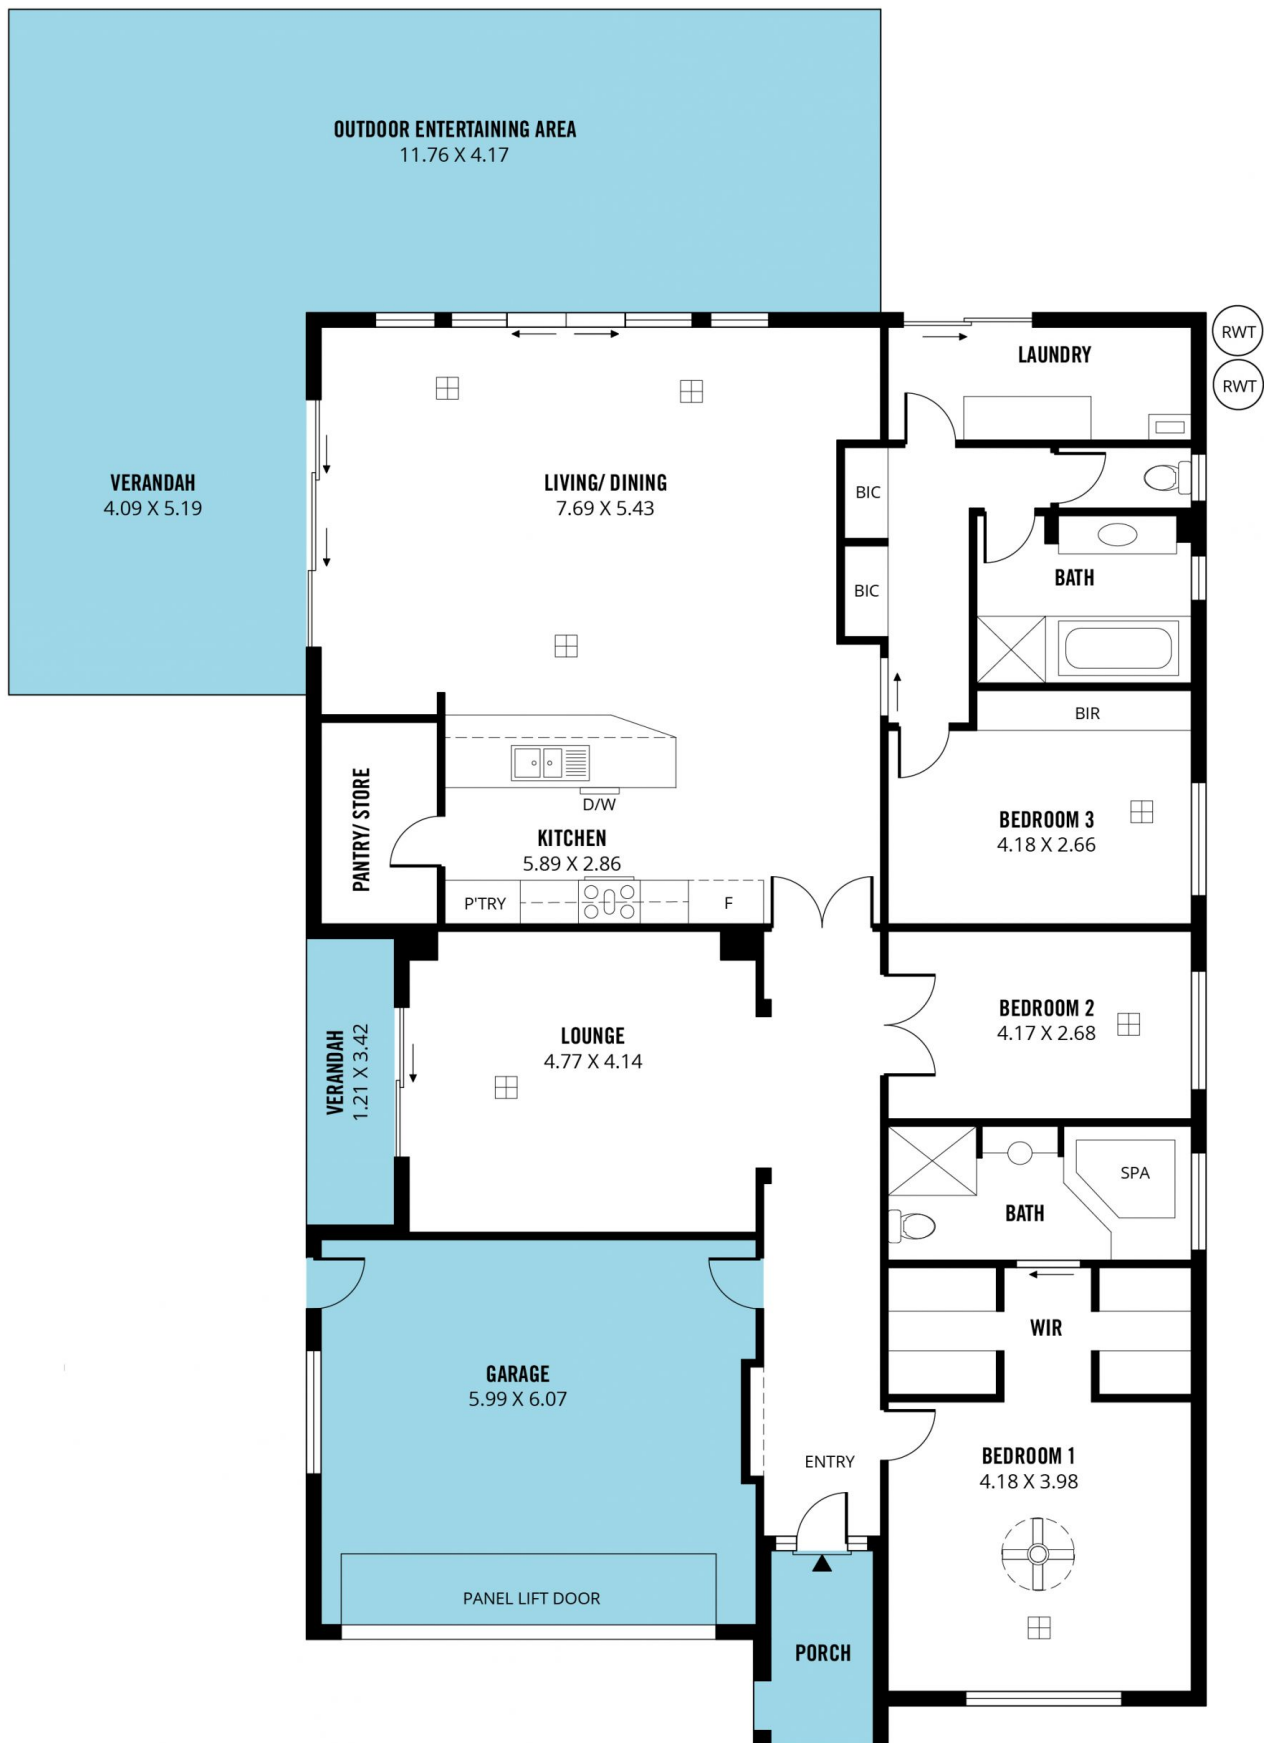 OUTDOOR ENTERTAINING AREA
11.76 X 4.17
RWT
RWT
LAUNDRY
VERANDAH
4.09 X 5.19
LIVING/ DINING
7.69 X 5.43
BIC
BIC
BATH
BIR
PANTRY/ STORE
D/W
KITCHEN
5.89 X 2.86
P'TRY
F
BEDROOM 3
4.18 X 2.66
VERANDAH
1.21 X 3.42
LOUNGE
4.77 X 4.14
BEDROOM 2
4.17 X 2.68
SPA
BATH
WIR
GARAGE
5.99 X 6.07
ENTRY
BEDROOM 1
4.18 X 3.98
PANEL LIFT DOOR
PORCH